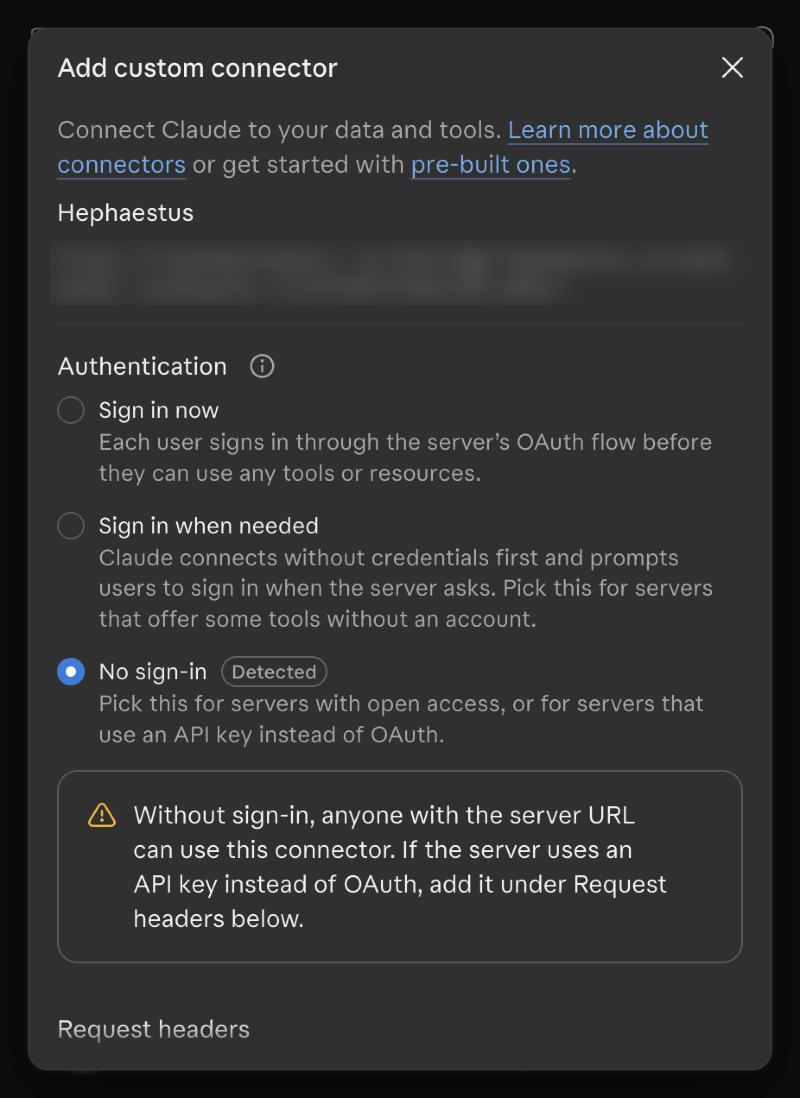 Add custom connector
Connect Claude to your data and tools. Learn more about
connectors or get started with pre-built ones.
Hephaestus
Authentication
Sign in now
Each user signs in through the server’s OAuth flow before
they can use any tools or resources.
Sign in when needed
Claude connects without credentials first and prompts
users to sign in when the server asks. Pick this for servers
that offer some tools without an account.
No sign-in Detected
Pick this for servers with open access, or for servers that
use an API key instead of OAuth.
Without sign-in, anyone with the server URL
can use this connector. If the server uses an
API key instead of OAuth, add it under Request
headers below.
Request headers